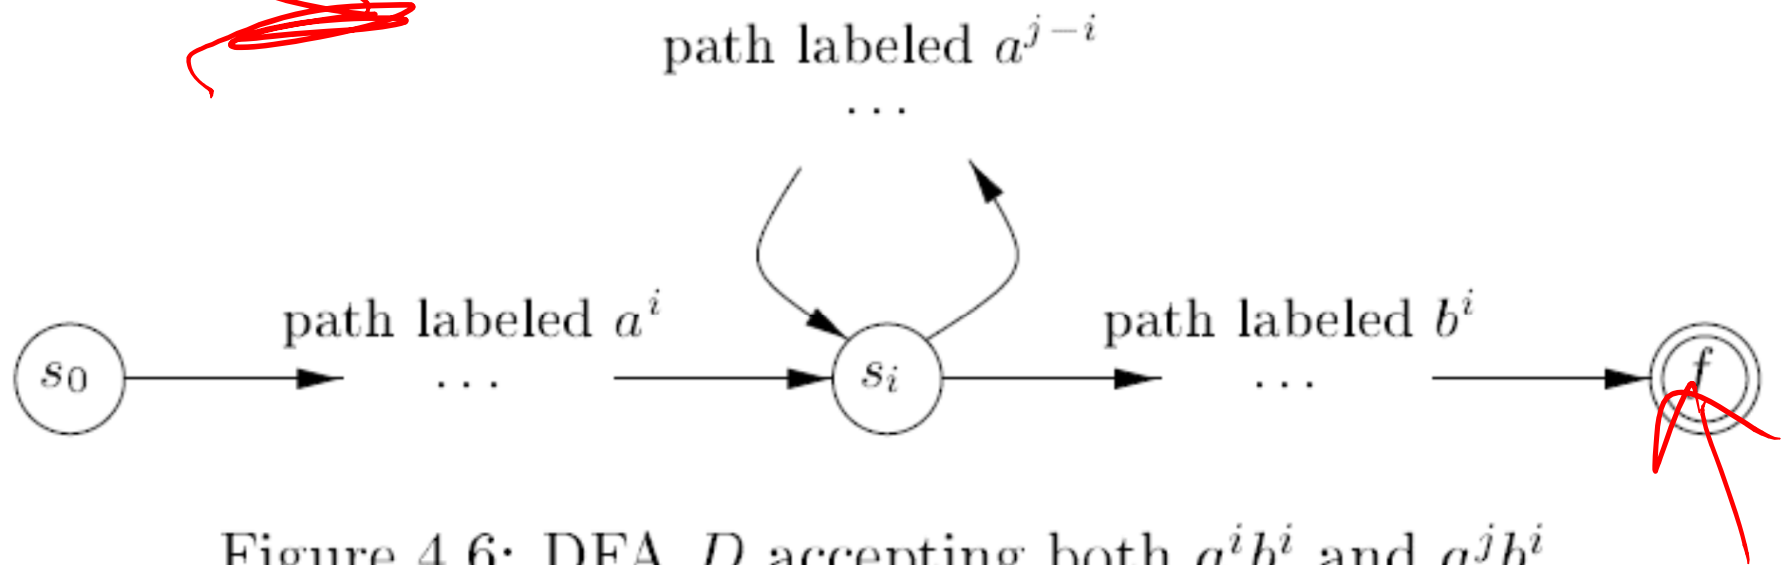 path labeled a^{j-i}
...
path labeled a^i
path labeled b^i
s_0
...
s_i
...
f
Figure 4.6: DFA D accepting both a^i b^i and a^j b^i